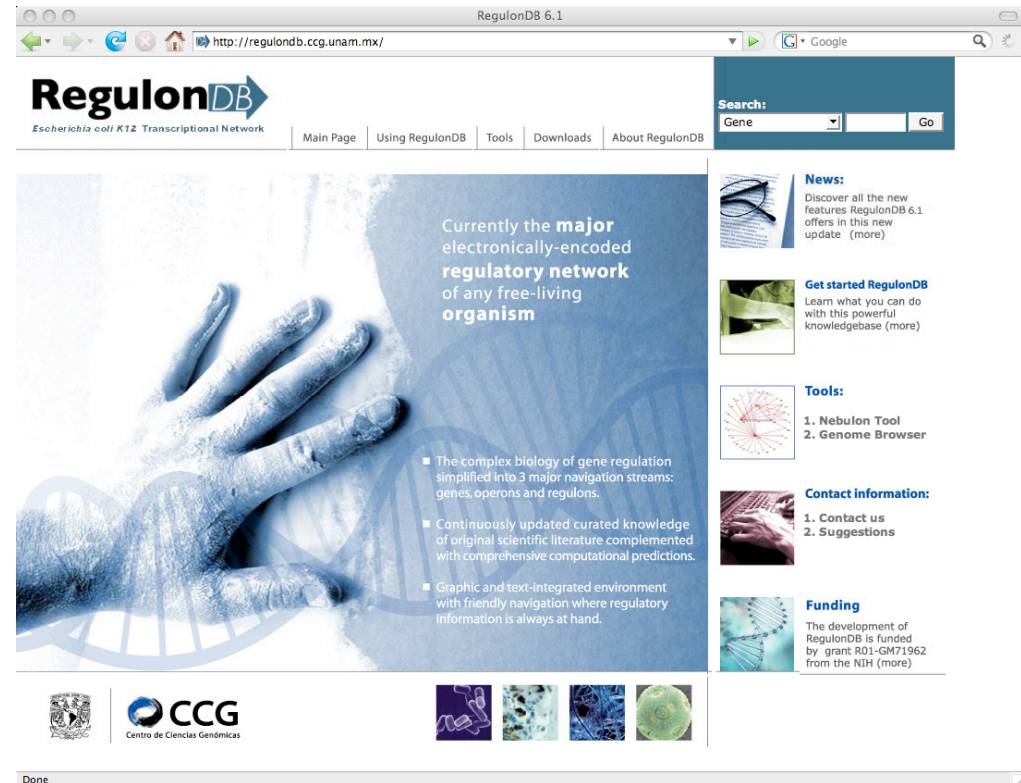 RegulonDB 6.1
http://regulondb.ccg.unam.mx/
Google
RegulonDB
Escherichia coli K12 Transcriptional Network
Main Page
Using RegulonDB
Tools
Downloads
About RegulonDB
Search:
Gene
Go
Currently the major
electronically-encoded
regulatory network
of any free-living
organism
The complex biology of gene regulation
simplified into 3 major navigation streams:
genes, operons and regulons.
Continuously updated curated knowledge
of original scientific literature complemented
with comprehensive computational predictions.
Graphic and text-integrated environment
with friendly navigation where regulatory
information is always at hand.
News:
Discover all the new
features RegulonDB 6.1
offers in this new
update (more)
Get started RegulonDB
Learn what you can do
with this powerful
knowledgebase (more)
Tools:
1. Nebulon Tool
2. Genome Browser
Contact information:
1. Contact us
2. Suggestions
Funding
The development of
RegulonDB is funded
by grant R01-GM71962
from the NIH (more)
CCG
Centro de Ciencias Genómicas
Done